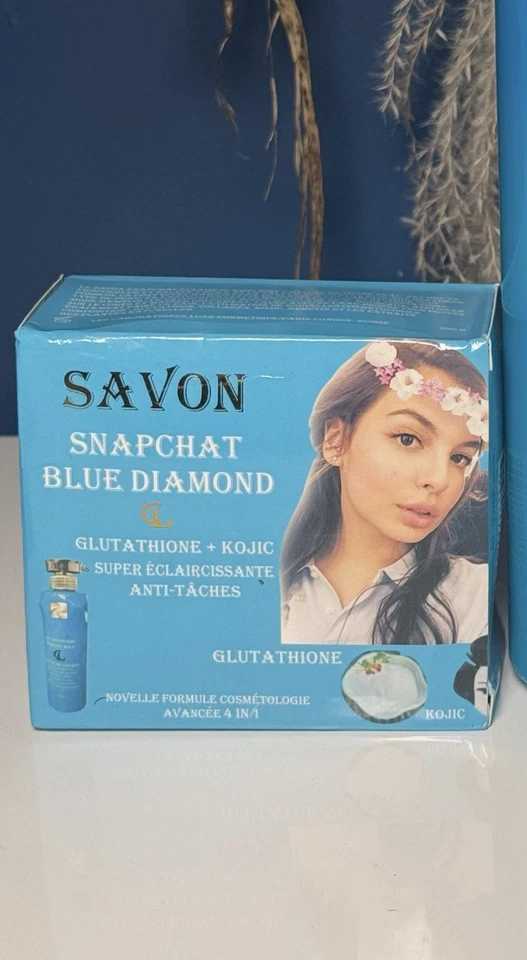 SAVON
SNAPCHAT
BLUE DIAMOND
GL
GLUTATHIONE + KOJIC
SUPER ÉCLAIRCISSANTE
ANTI-TÂCHES
GLUTATHIONE
KOJIC
NOVELLE FORMULE COSMÉTOLOGIE
AVANCÉE 4 IN 1